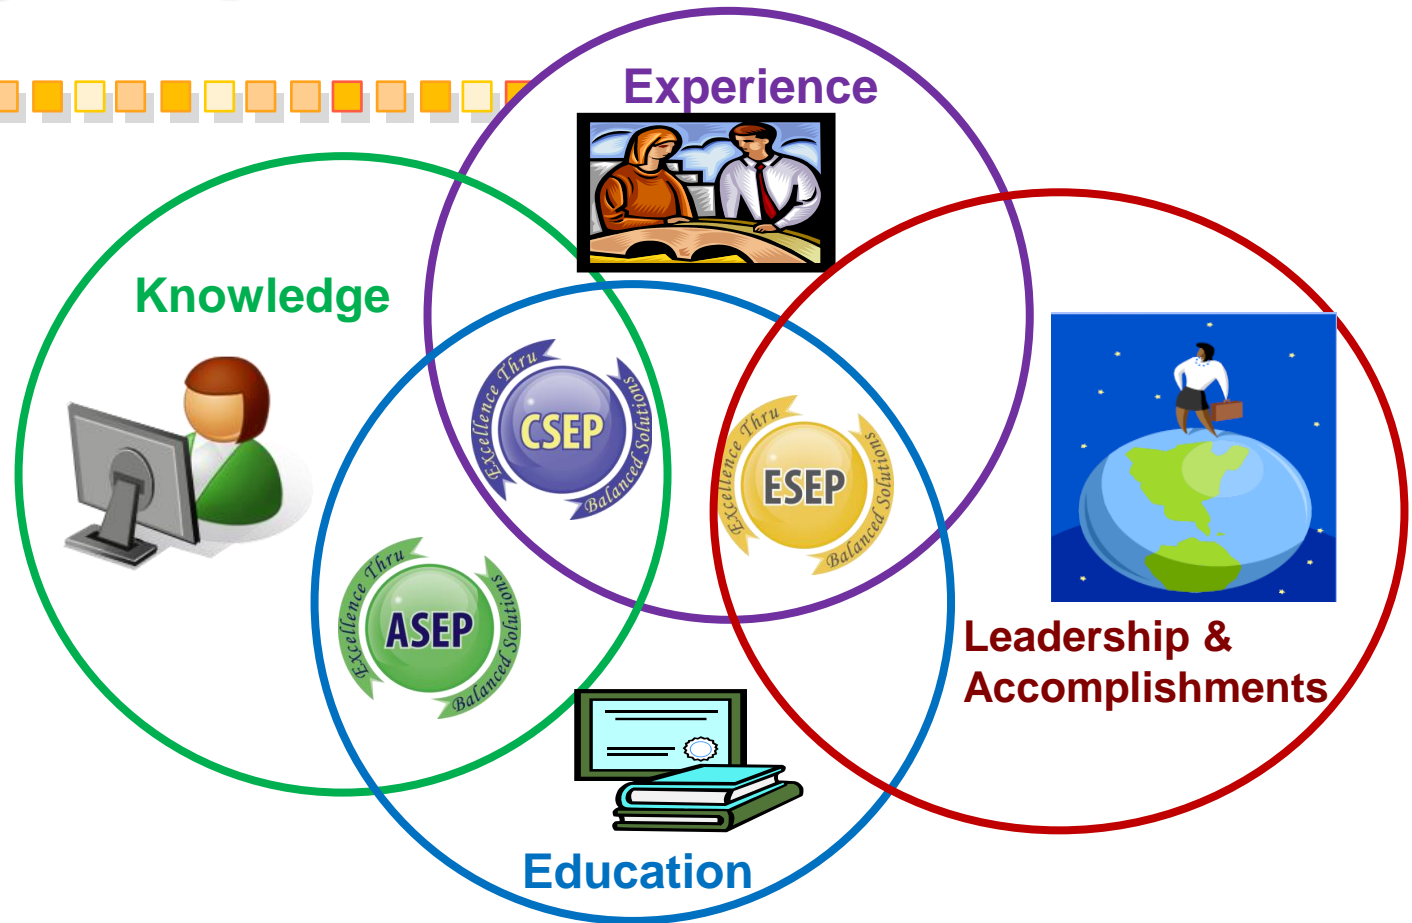 Experience
Knowledge
Excellence Thru
CSEP
Balanced Solutions
Excellence Thru
ESEP
Balanced Solutions
Excellence Thru
ASEP
Balanced Solutions
Leadership &
Accomplishments
Education